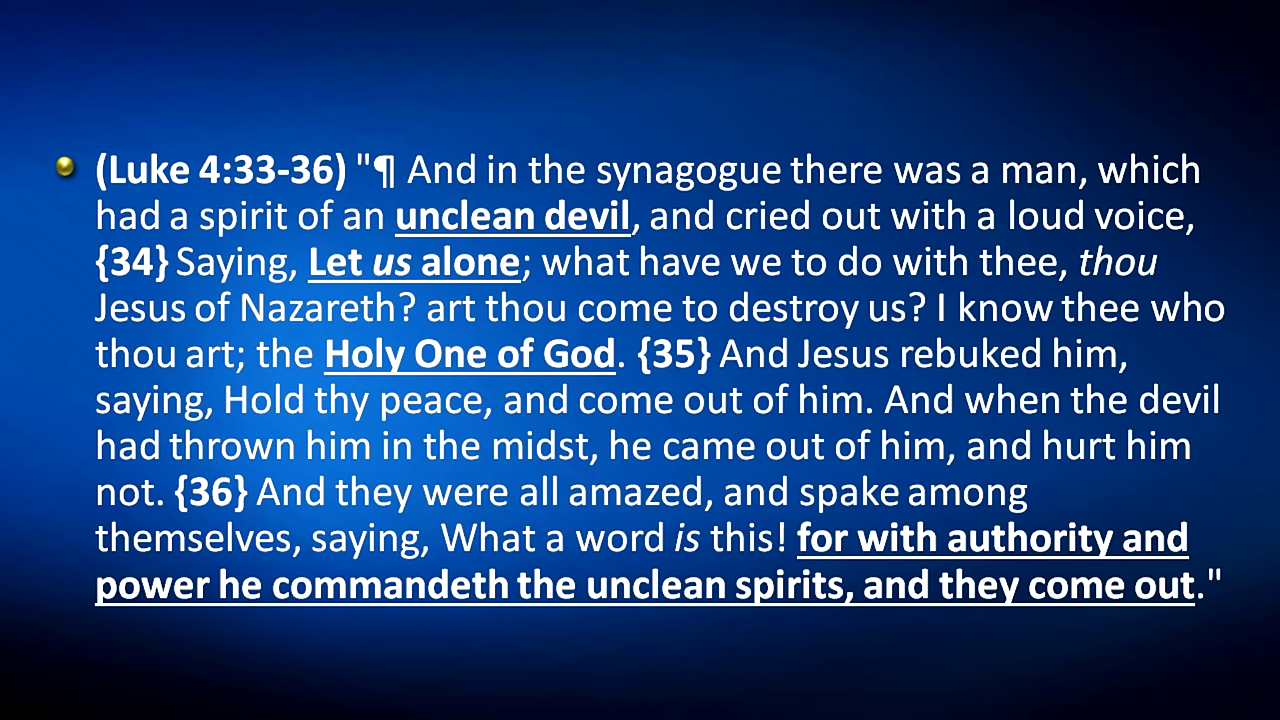 (Luke 4:33-36) "¶ And in the synagogue there was a man, which
had a spirit of an unclean devil, and cried out with a loud voice,
{34} Saying, Let us alone; what have we to do with thee, thou
Jesus of Nazareth? art thou come to destroy us? I know thee who
thou art; the Holy One of God. {35} And Jesus rebuked him,
saying, Hold thy peace, and come out of him. And when the devil
had thrown him in the midst, he came out of him, and hurt him
not. {36} And they were all amazed, and spake among
themselves, saying, What a word is this! for with authority and
power he commandeth the unclean spirits, and they come out."